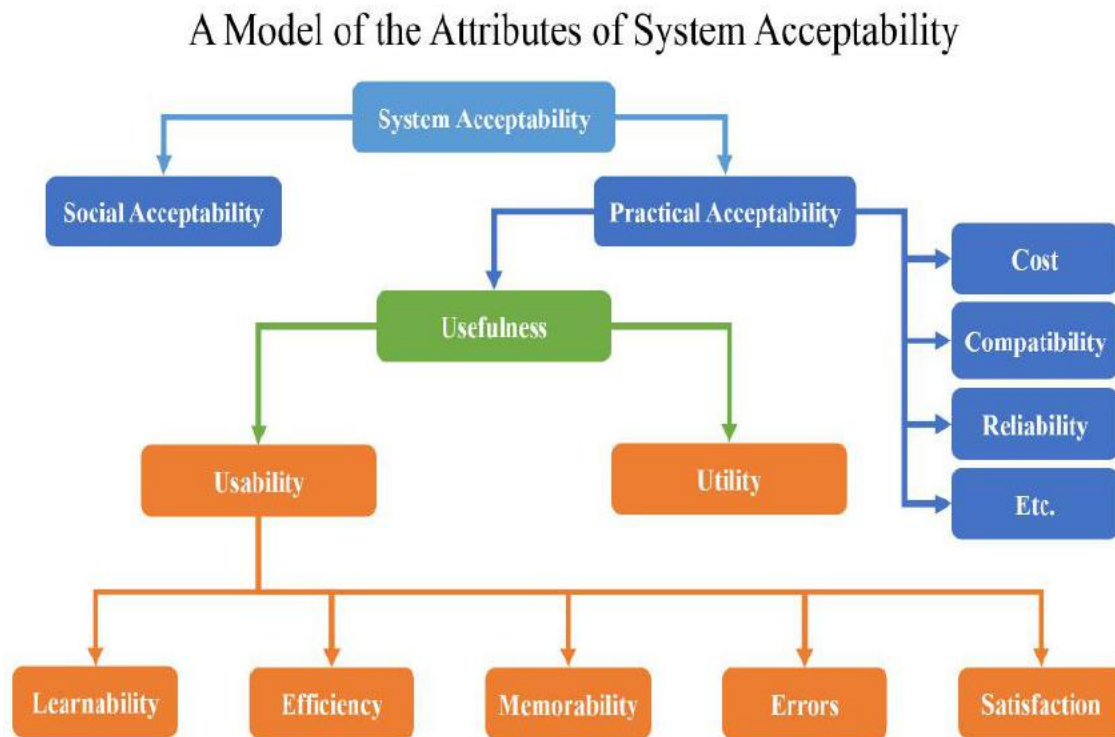 A Model of the Attributes of System Acceptability
System Acceptability
Social Acceptability
Practical Acceptability
Cost
Usefulness
Compatibility
Reliability
Usability
Utility
Etc.
Learnability
Efficiency
Memorability
Errors
Satisfaction